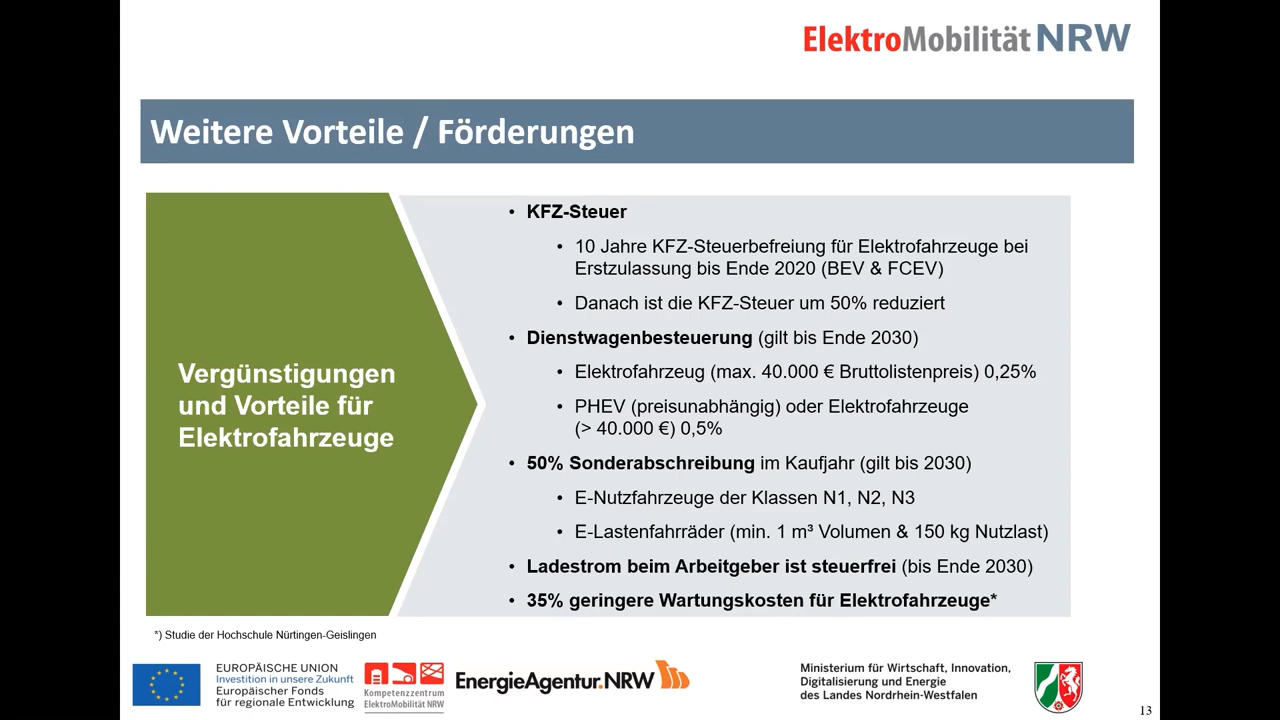 ElektroMobilität NRW
Weitere Vorteile / Förderungen
Vergünstigungen
und Vorteile für
Elektrofahrzeuge
• KFZ-Steuer
• 10 Jahre KFZ-Steuerbefreiung für Elektrofahrzeuge bei
Erstzulassung bis Ende 2020 (BEV & FCEV)
• Danach ist die KFZ-Steuer um 50% reduziert
• Dienstwagenbesteuerung (gilt bis Ende 2030)
• Elektrofahrzeug (max. 40.000 € Bruttolistenpreis) 0,25%
• PHEV (preisunabhängig) oder Elektrofahrzeuge
(> 40.000 €) 0,5%
• 50% Sonderabschreibung im Kaufjahr (gilt bis 2030)
• E-Nutzfahrzeuge der Klassen N1, N2, N3
• E-Lastenfahrräder (min. 1 m³ Volumen & 150 kg Nutzlast)
• Ladestrom beim Arbeitgeber ist steuerfrei (bis Ende 2030)
• 35% geringere Wartungskosten für Elektrofahrzeuge*
*) Studie der Hochschule Nürtingen-Geislingen
EUROPÄISCHE UNION
Investition in unsere Zukunft
Europäischer Fonds
für regionale Entwicklung
Kompetenzzentrum
ElektroMobilität NRW
EnergieAgentur.NRW
Ministerium für Wirtschaft, Innovation,
Digitalisierung und Energie
des Landes Nordrhein-Westfalen
13